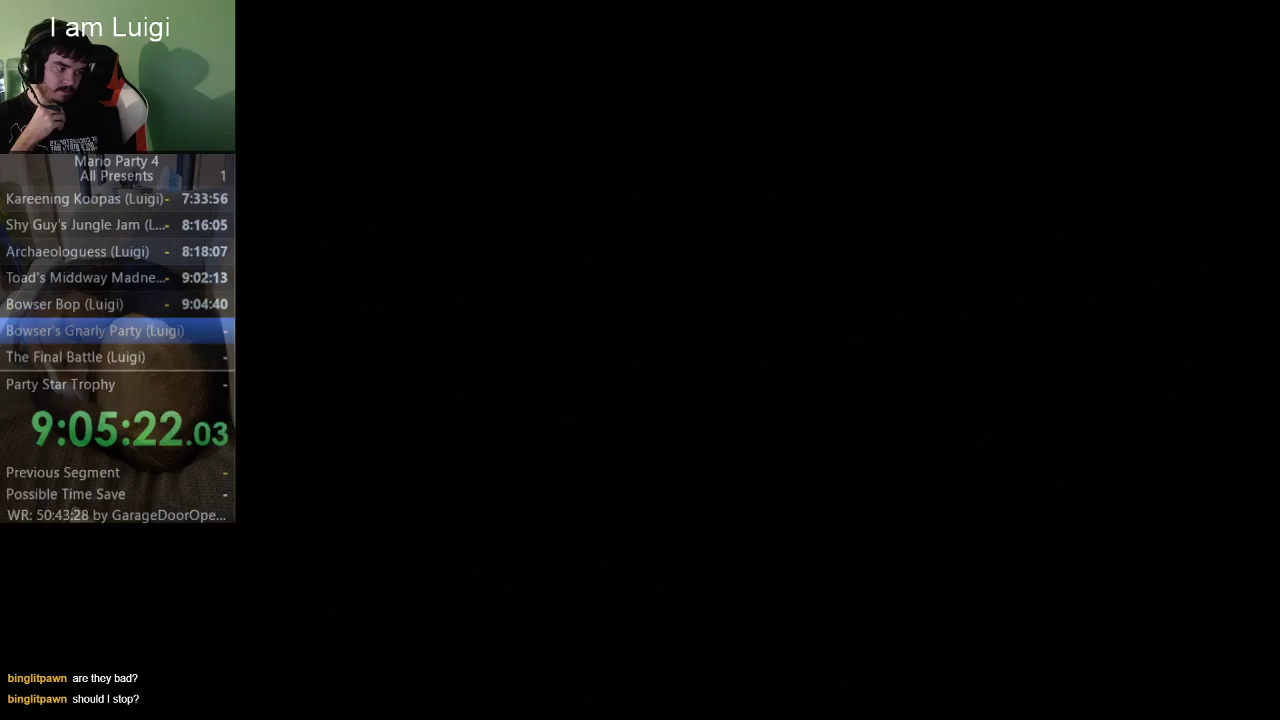 I am Luigi
Mario Party 4
All Presents 1
Kareening Koopas (Luigi) - 7:33:56
Shy Guy's Jungle Jam (L... - 8:16:05
Archaeologuess (Luigi) - 8:18:07
Toad's Middway Madne... - 9:02:13
Bowser Bop (Luigi) - 9:04:40
Bowser's Gnarly Party (Luigi) -
The Final Battle (Luigi) -
Party Star Trophy -
9:05:22.03
Previous Segment -
Possible Time Save -
WR: 50:43:28 by GarageDoorOpe...
binglitpawn are they bad?
binglitpawn should I stop?